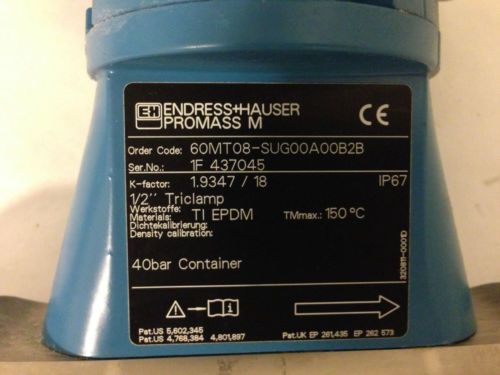 E+H ENDRESS+HAUSER
PROMASS M
CE
Order Code: 60MT08-SUG00A00B2B
Ser.No.: 1F 437045
K-factor: 1.9347 / 18 IP67
1/2'' Triclamp
Werkstoffe:
Materials: TI EPDM TMmax.: 150 °C
Dichtekalibrierung:
Density calibration:
40bar Container
320811-0001D
i
Pat.US 5,602,345
Pat.US 4,768,384 4,801,897 Pat.UK EP 261,435 EP 262 573